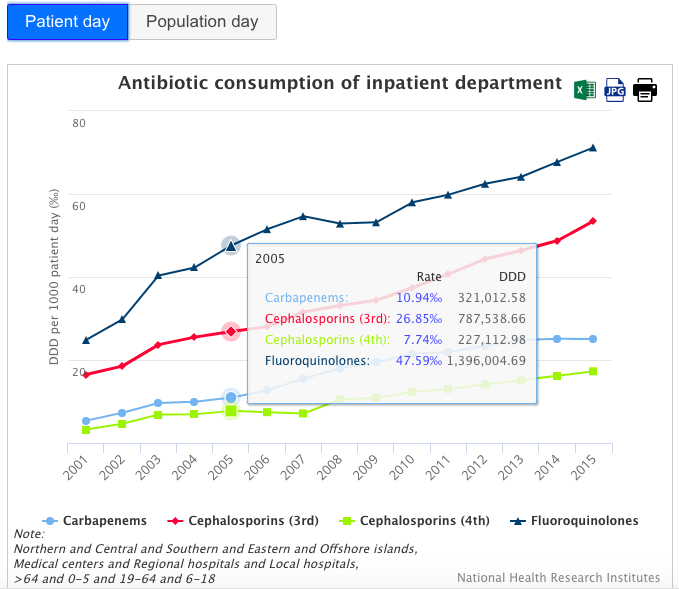 Patient day Population day
Antibiotic consumption of inpatient department
X JPG
DDD per 1000 patient day (‰)
80
60
40
20
2005
Rate DDD
Carbapenems: 10.94‰ 321,012.58
Cephalosporins (3rd): 26.85‰ 787,538.66
Cephalosporins (4th): 7.74‰ 227,112.98
Fluoroquinolones: 47.59‰ 1,396,004.69
2001 2002 2003 2004 2005 2006 2007 2008 2009 2010 2011 2012 2013 2014 2015
Carbapenems Cephalosporins (3rd) Cephalosporins (4th) Fluoroquinolones
Note:
Northern and Central and Southern and Eastern and Offshore islands,
Medical centers and Regional hospitals and Local hospitals,
>64 and 0-5 and 19-64 and 6-18
National Health Research Institutes